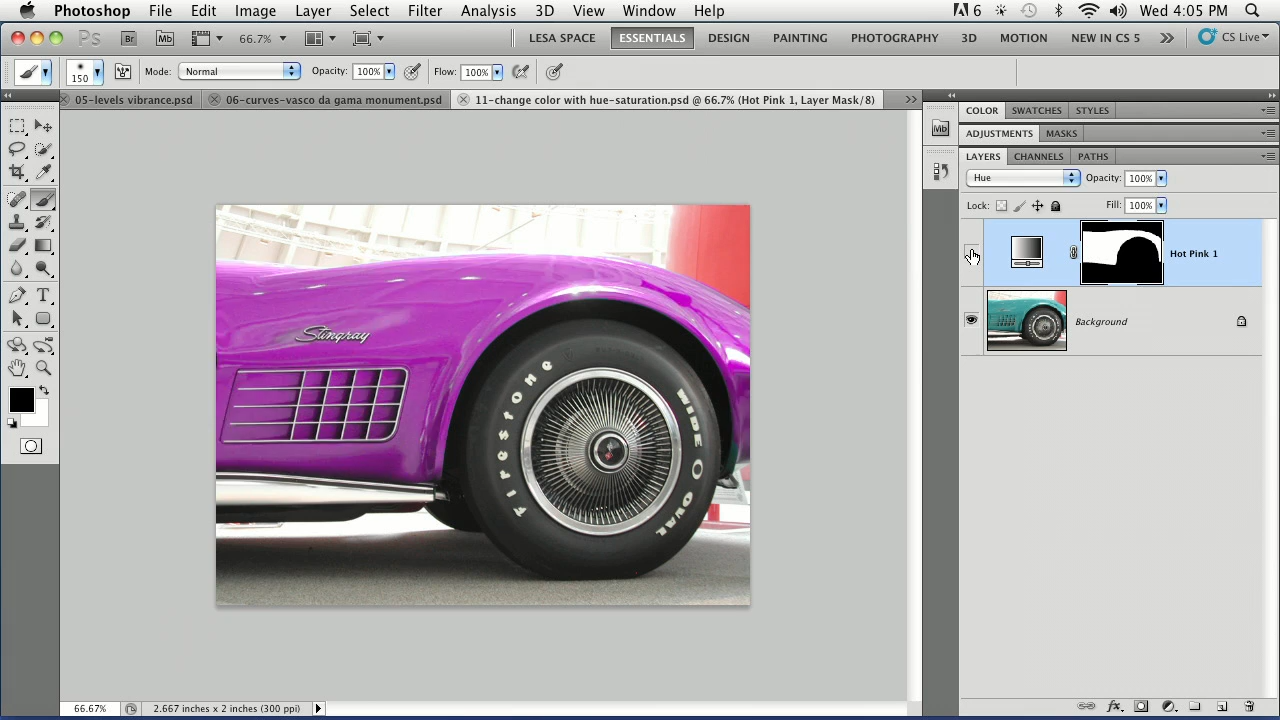 Photoshop File Edit Image Layer Select Filter Analysis 3D View Window Help 6 Wed 4:05 PM
Ps Br Mb 66.7% LESA SPACE ESSENTIALS DESIGN PAINTING PHOTOGRAPHY 3D MOTION NEW IN CS 5 CS Live
150 Mode: Normal Opacity: 100% Flow: 100%
05-levels vibrance.psd 06-curves-vasco da gama monument.psd 11-change color with hue-saturation.psd @ 66.7% (Hot Pink 1, Layer Mask/8)
COLOR SWATCHES STYLES
Mb
ADJUSTMENTS MASKS
LAYERS CHANNELS PATHS
Hue Opacity: 100%
Lock: Fill: 100%
Hot Pink 1
Background
Stingray
Firestone
WIDE O OVAL
66.67% 2.667 inches x 2 inches (300 ppi)
fx